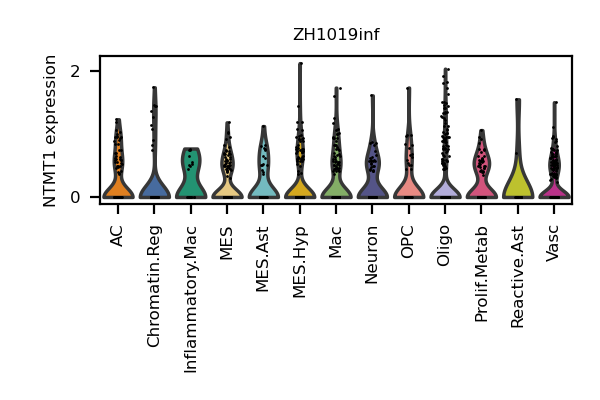 ZH1019inf
NTMT1 expression
2
0
AC
Chromatin.Reg
Inflammatory.Mac
MES
MES.Ast
MES.Hyp
Mac
Neuron
OPC
Oligo
Prolif.Metab
Reactive.Ast
Vasc